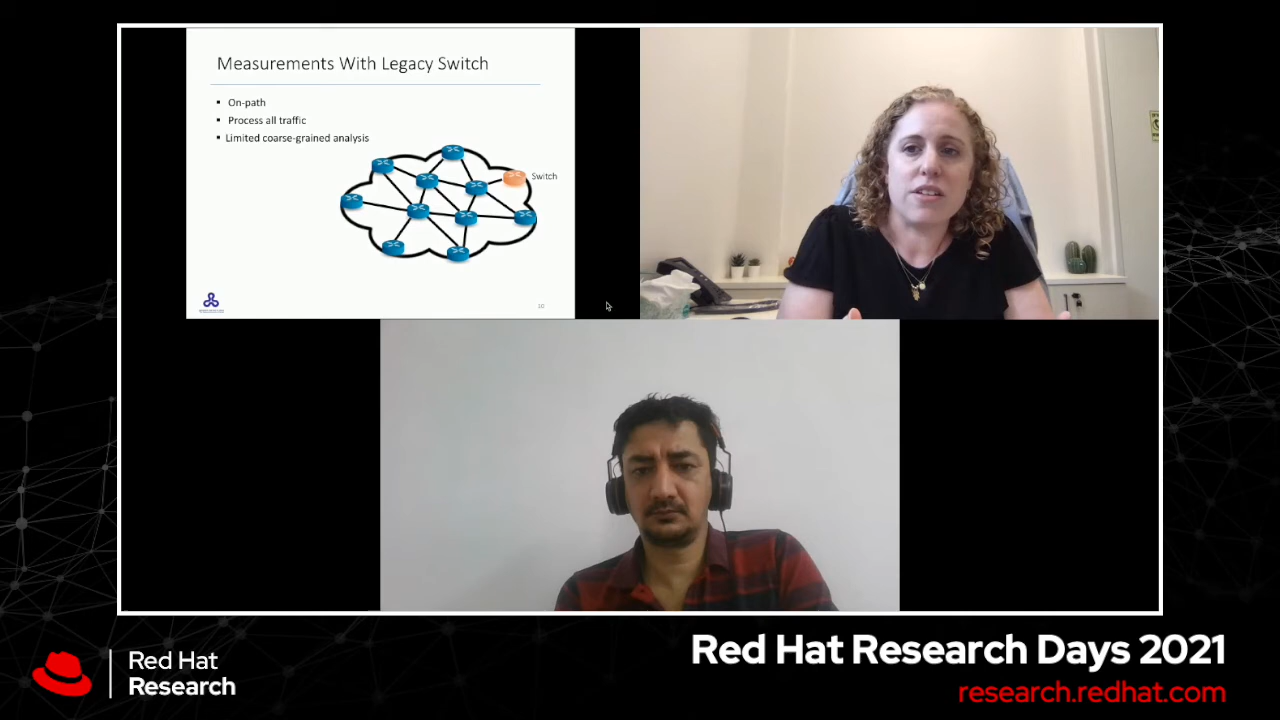 Measurements With Legacy Switch
▪ On-path
▪ Process all traffic
▪ Limited coarse-grained analysis
Switch
Red Hat
Research
Red Hat Research Days 2021
research.redhat.com